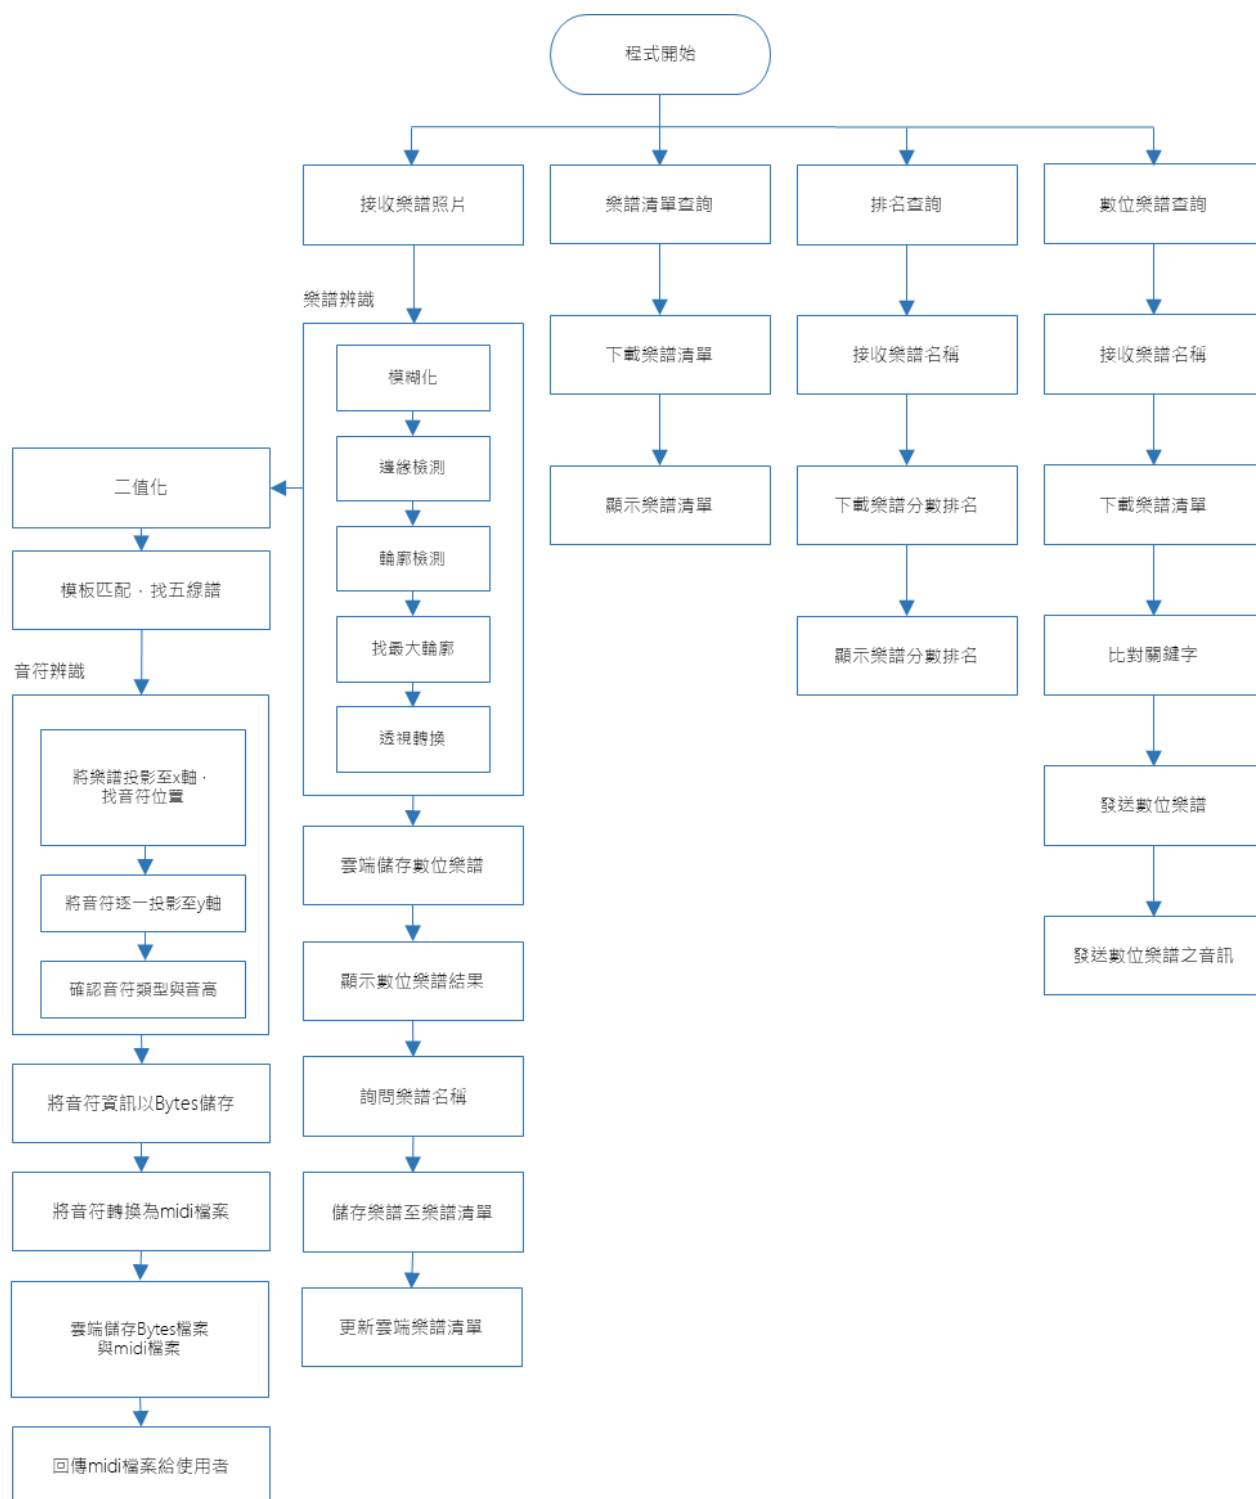 程式開始
接收樂譜照片
樂譜清單查詢
排名查詢
數位樂譜查詢
樂譜辨識
模糊化
邊緣檢測
輪廓檢測
找最大輪廓
透視轉換
雲端儲存數位樂譜
顯示數位樂譜結果
詢問樂譜名稱
儲存樂譜至樂譜清單
更新雲端樂譜清單
二值化
模板匹配，找五線譜
音符辨識
將樂譜投影至x軸，
找音符位置
將音符逐一投影至y軸
確認音符類型與音高
將音符資訊以Bytes儲存
將音符轉換為midi檔案
雲端儲存Bytes檔案
與midi檔案
回傳midi檔案給使用者
下載樂譜清單
顯示樂譜清單
接收樂譜名稱
下載樂譜分數排名
顯示樂譜分數排名
接收樂譜名稱
下載樂譜清單
比對關鍵字
發送數位樂譜
發送數位樂譜之音訊